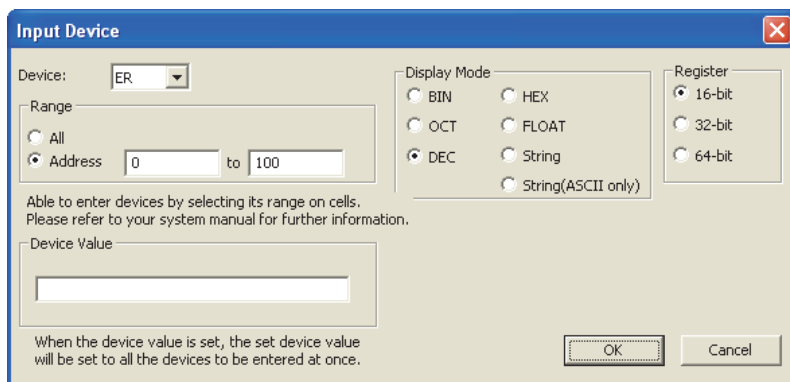 Input Device
Device: ER
Range
All
Address 0 to 100
Able to enter devices by selecting its range on cells.
Please refer to your system manual for further information.
Device Value
When the device value is set, the set device value
will be set to all the devices to be entered at once.
Display Mode
BIN HEX
OCT FLOAT
DEC String
String(ASCII only)
Register
16-bit
32-bit
64-bit
OK Cancel